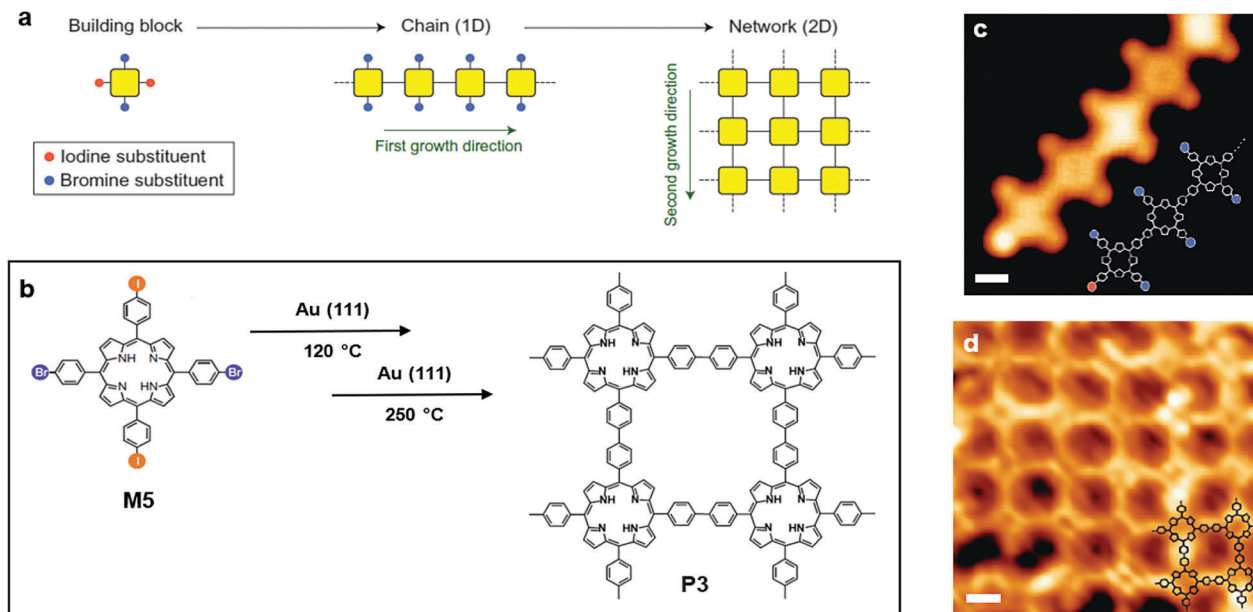 a
Building block
Chain (1D)
Network (2D)
Iodine substituent
Bromine substituent
First growth direction
Second growth direction
b
I
Br
NH
N
N
HN
Br
I
M5
Au (111)
120 °C
Au (111)
250 °C
NH
N
N
HN
NH
N
N
HN
NH
N
N
HN
NH
N
N
HN
P3
c
d